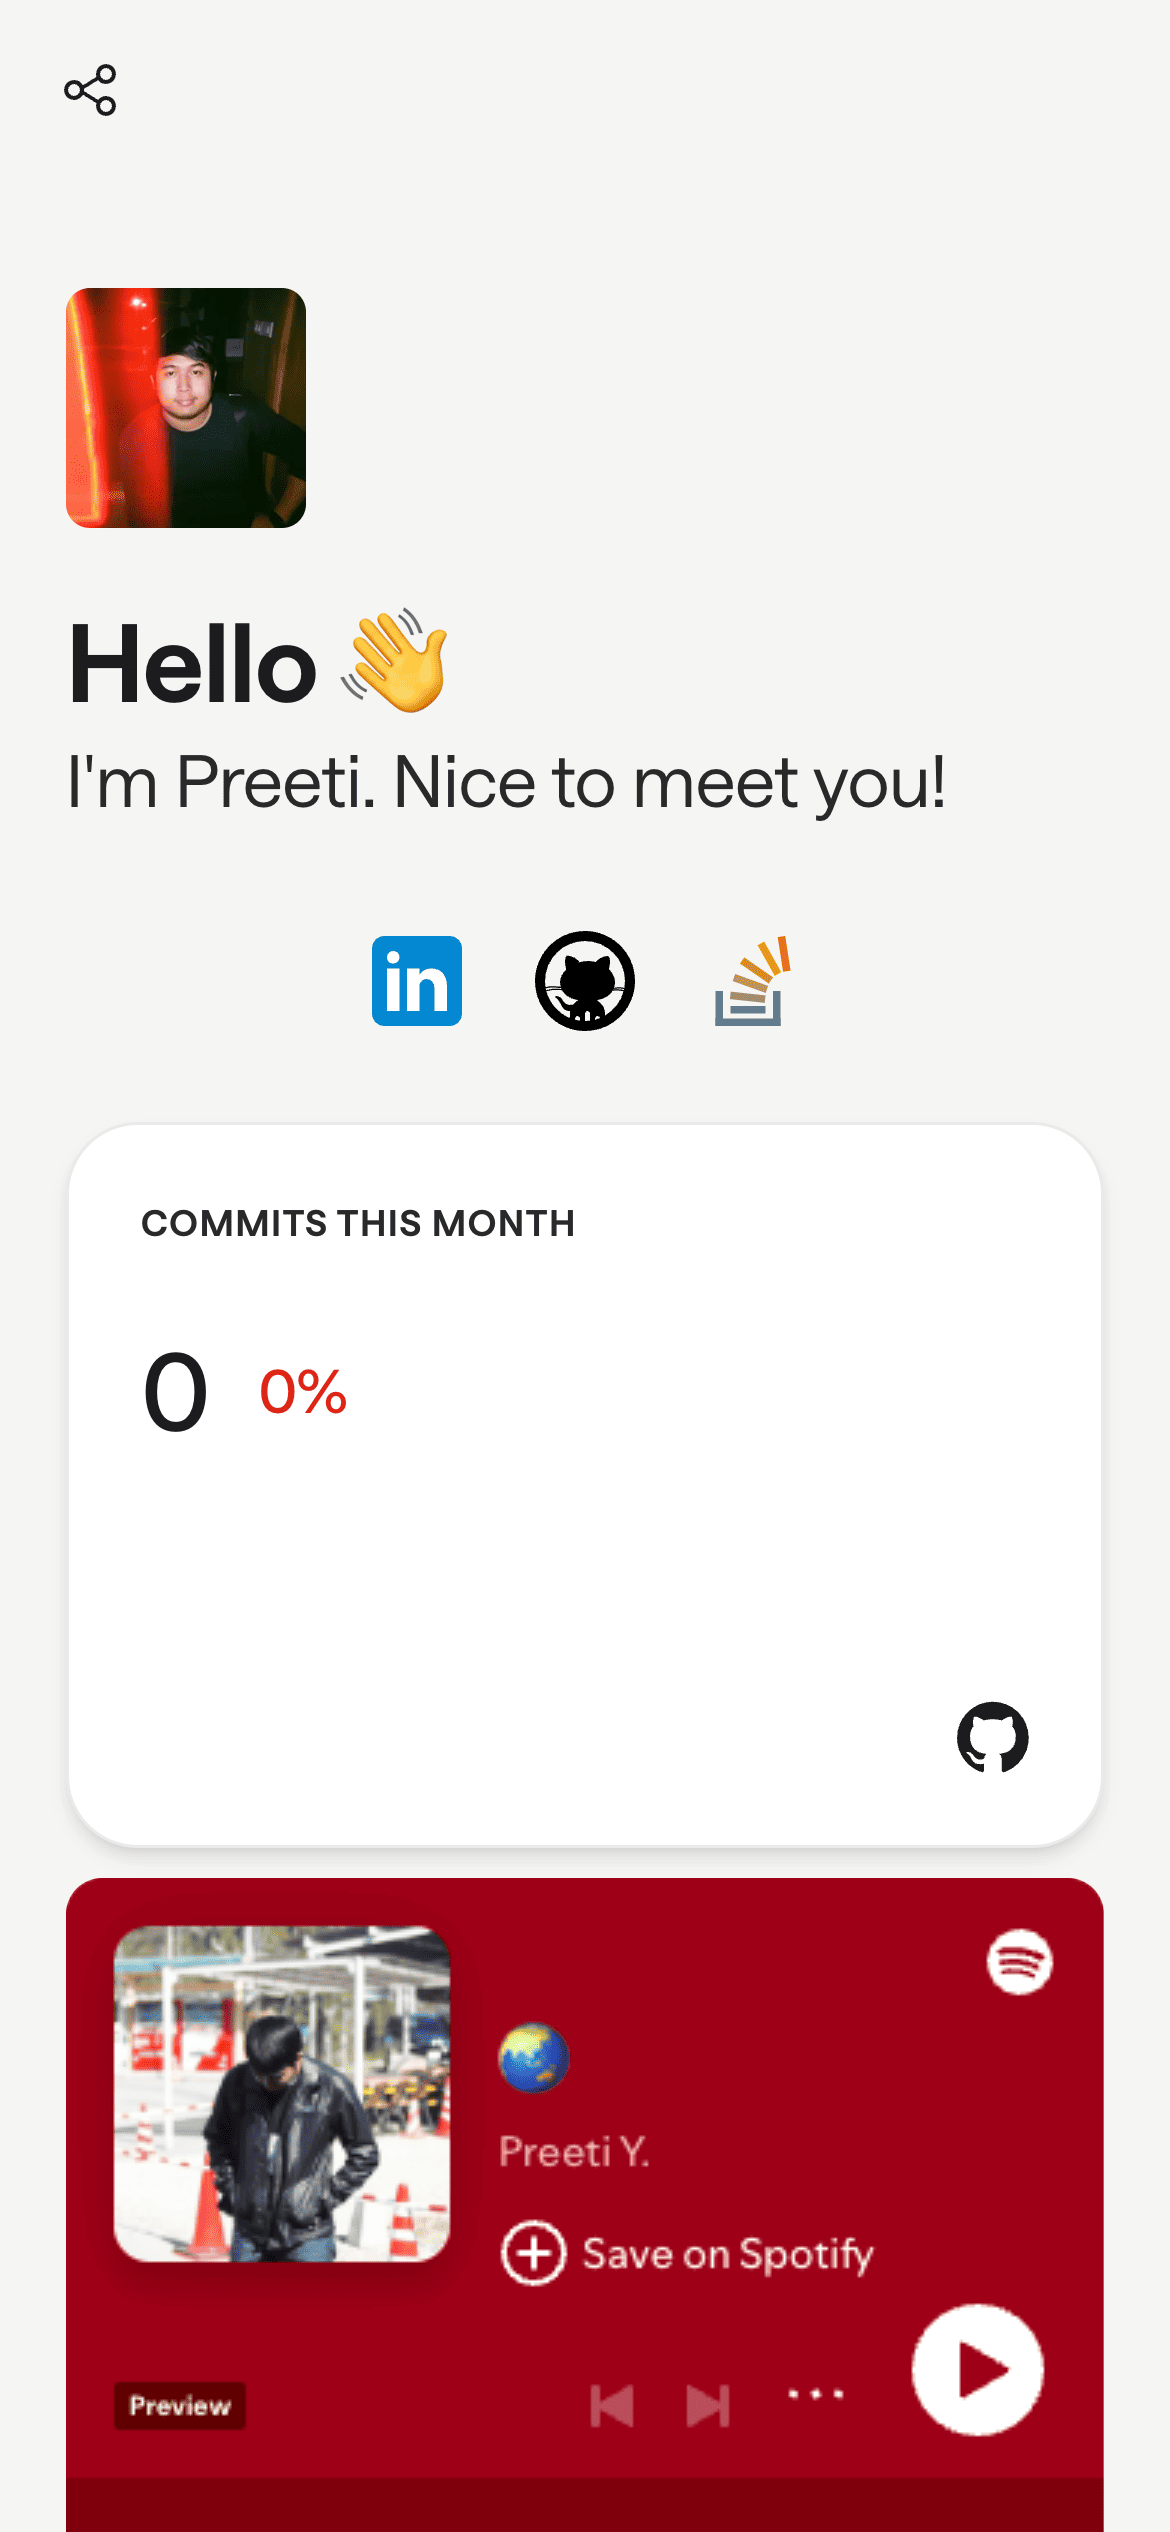 Hello 👋
I'm Preeti. Nice to meet you!
in
COMMITS THIS MONTH
0 0%
Preeti Y.
Save on Spotify
Preview